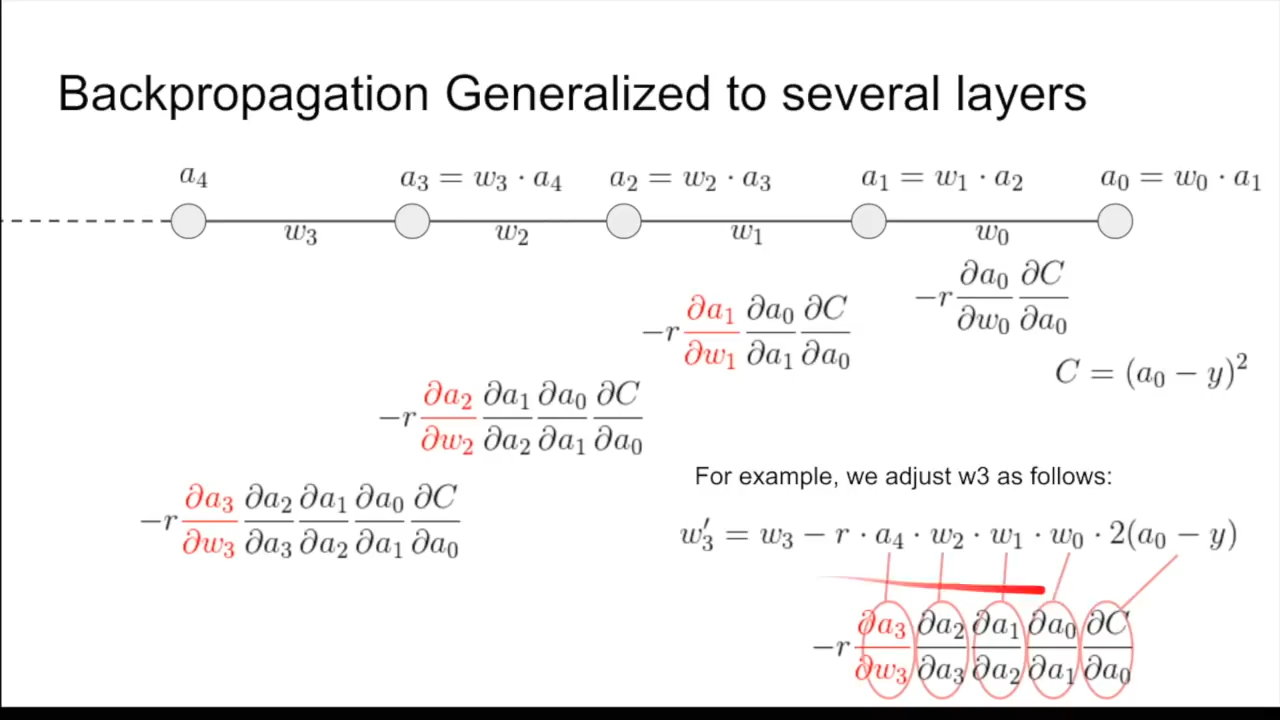 Backpropagation Generalized to several layers
a₄ a₃ = w₃ · a₄ a₂ = w₂ · a₃ a₁ = w₁ · a₂ a₀ = w₀ · a₁
w₃ w₂ w₁ w₀
−r ∂a₀/∂w₀ ∂C/∂a₀
−r ∂a₁/∂w₁ ∂a₀/∂a₁ ∂C/∂a₀
C = (a₀ − y)²
−r ∂a₂/∂w₂ ∂a₁/∂a₂ ∂a₀/∂a₁ ∂C/∂a₀
−r ∂a₃/∂w₃ ∂a₂/∂a₃ ∂a₁/∂a₂ ∂a₀/∂a₁ ∂C/∂a₀
For example, we adjust w3 as follows:
w₃′ = w₃ − r · a₄ · w₂ · w₁ · w₀ · 2(a₀ − y)
−r ∂a₃/∂w₃ ∂a₂/∂a₃ ∂a₁/∂a₂ ∂a₀/∂a₁ ∂C/∂a₀